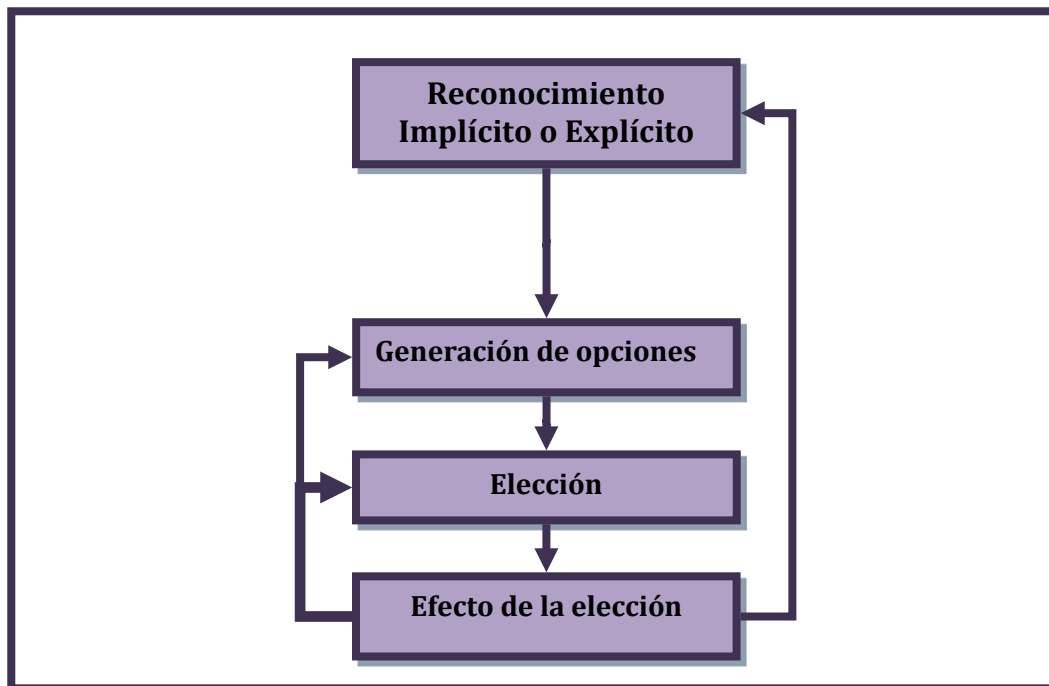 Reconocimiento
Implícito o Explícito
Generación de opciones
Elección
Efecto de la elección